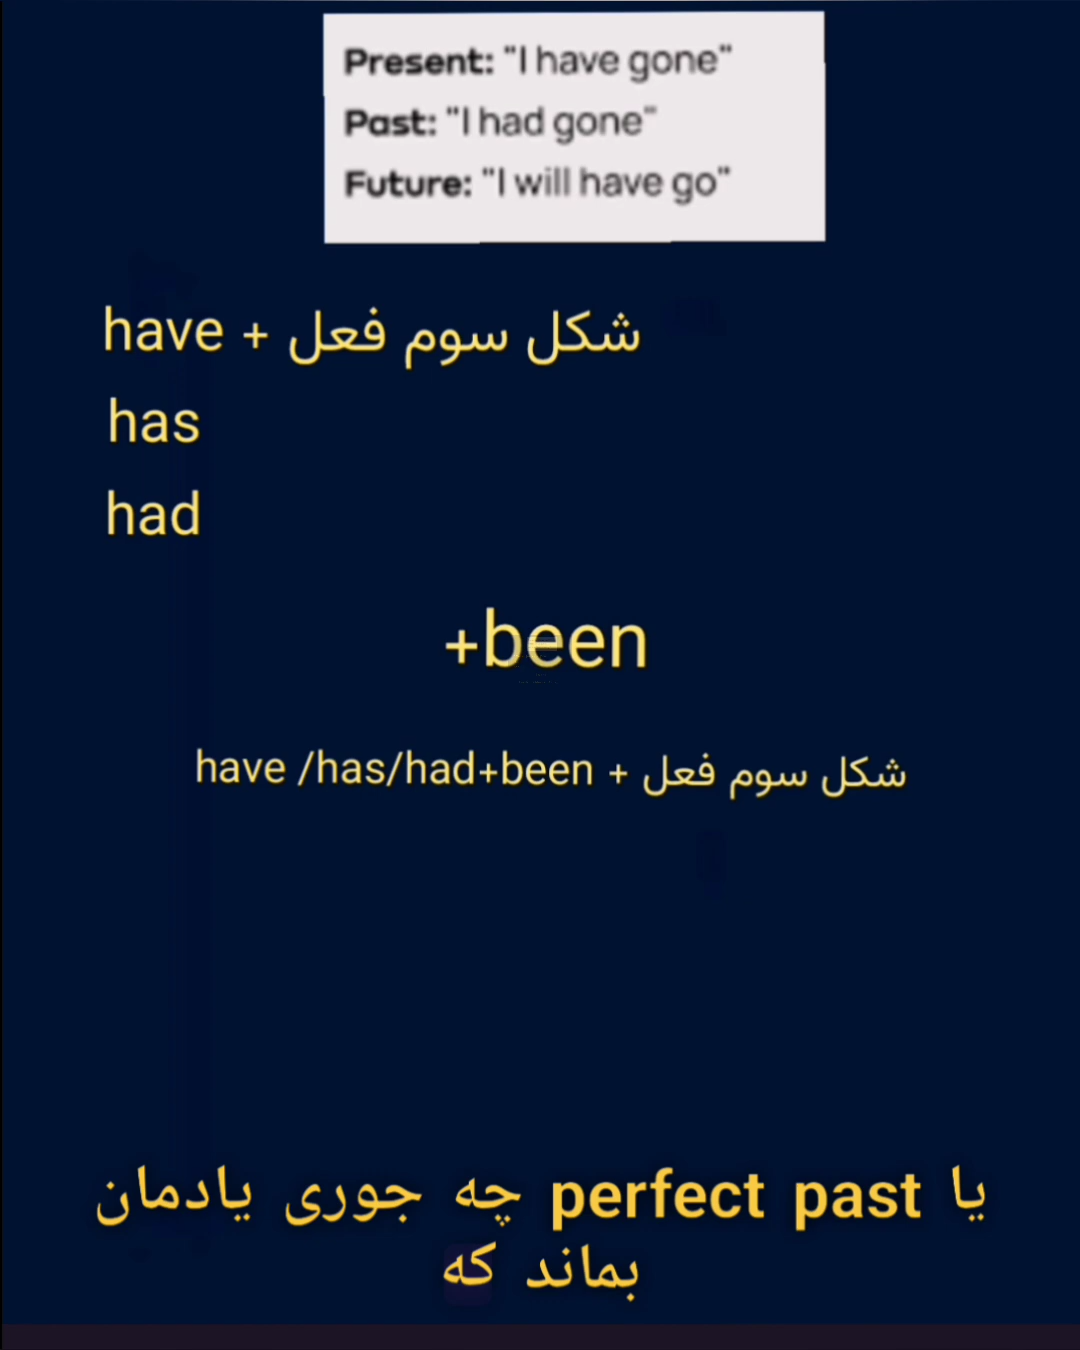 Present: "I have gone"
Past: "I had gone"
Future: "I will have go"
have + شکل سوم فعل
has
had
+been
have /has/had+been + شکل سوم فعل
یا perfect past چه جوری یادمان
بماند که